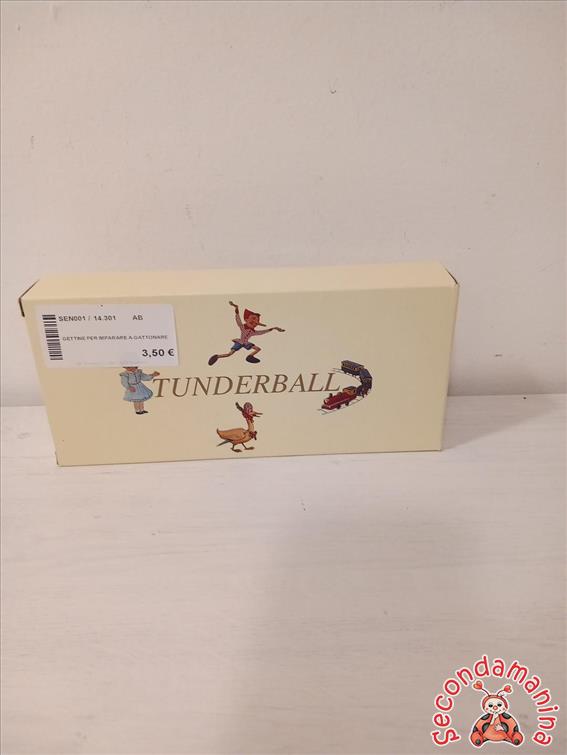 SEN001 / 14.301 AB
GETTINE PER IMPARARE A GATTONARE
3,50 €
TUNDERBALL
Secondamanina